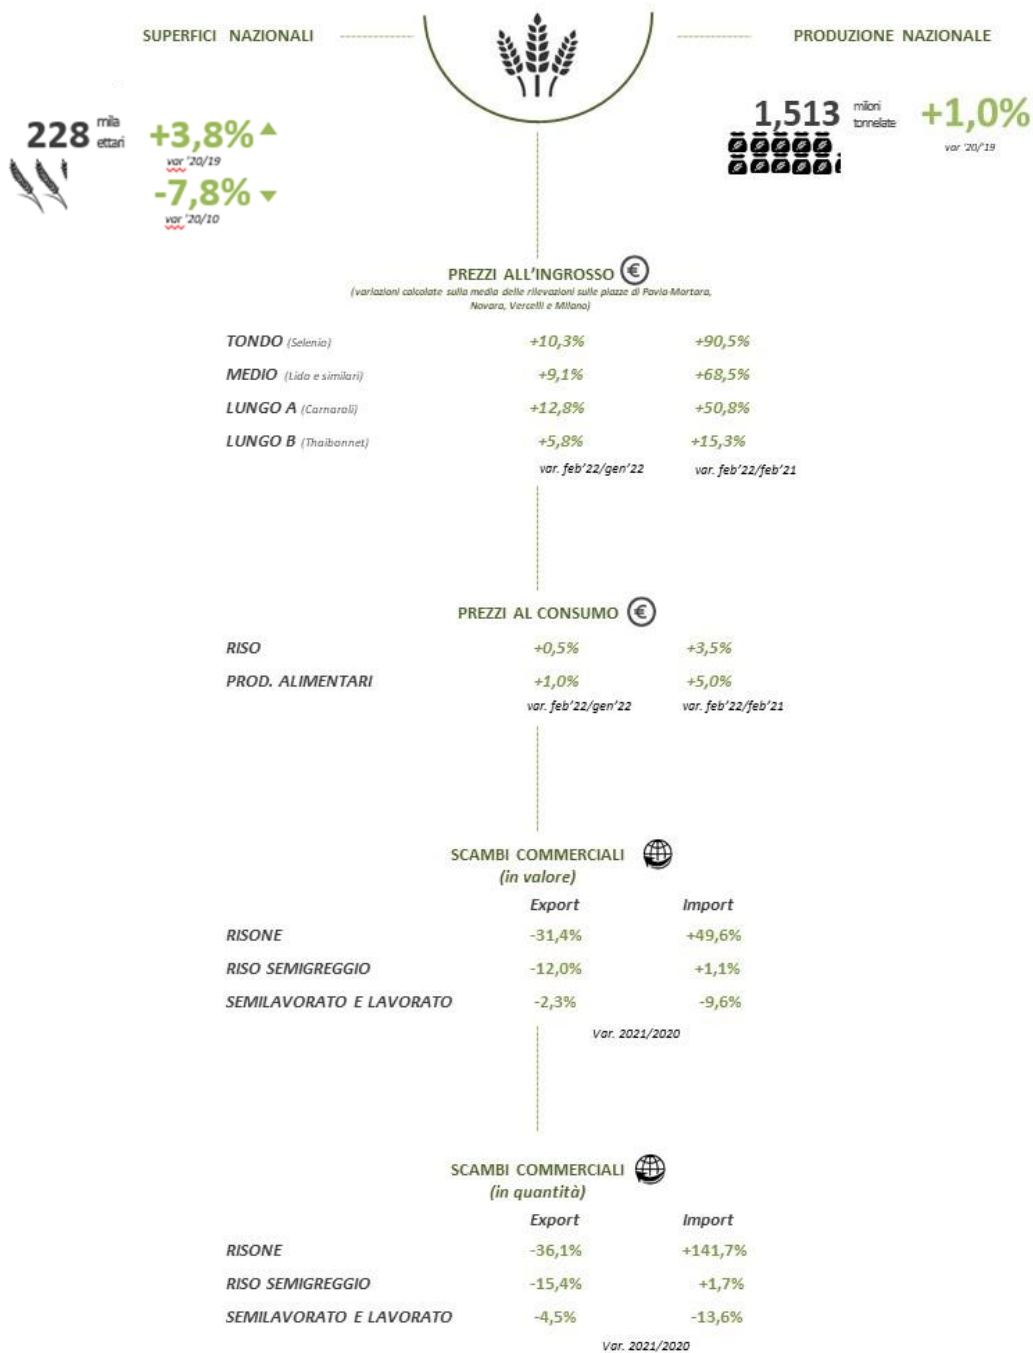 SUPERFICI NAZIONALI
PRODUZIONE NAZIONALE
228 mila ettari +3,8%
var '20/19
-7,8%
var '20/10
1,513 milioni tonnelate +1,0%
var '20/'19
PREZZI ALL'INGROSSO €
(variazioni calcolate sulla media delle rilevazioni sulle piazze di Pavia-Mortara,
Novara, Vercelli e Milano)
TONDO (Selenio) +10,3% +90,5%
MEDIO (Lido e similari) +9,1% +68,5%
LUNGO A (Carnaroli) +12,8% +50,8%
LUNGO B (Thaibonnet) +5,8% +15,3%
var. feb'22/gen'22 var. feb'22/feb'21
PREZZI AL CONSUMO €
RISO +0,5% +3,5%
PROD. ALIMENTARI +1,0% +5,0%
var. feb'22/gen'22 var. feb'22/feb'21
SCAMBI COMMERCIALI
(in valore)
Export Import
RISONE -31,4% +49,6%
RISO SEMIGREGGIO -12,0% +1,1%
SEMILAVORATO E LAVORATO -2,3% -9,6%
Var. 2021/2020
SCAMBI COMMERCIALI
(in quantità)
Export Import
RISONE -36,1% +141,7%
RISO SEMIGREGGIO -15,4% +1,7%
SEMILAVORATO E LAVORATO -4,5% -13,6%
Var. 2021/2020